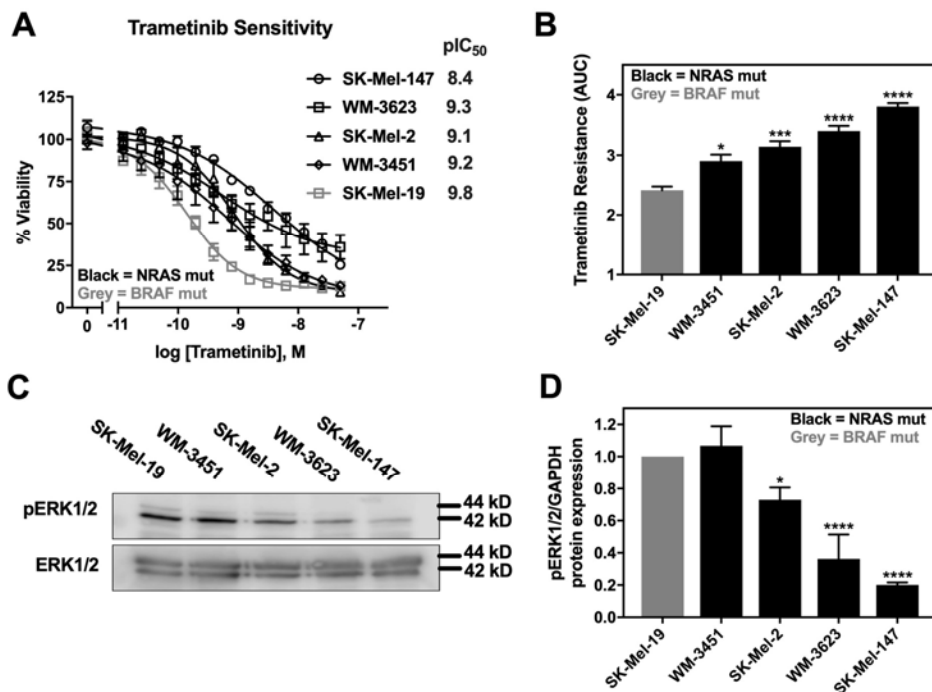 A
Trametinib Sensitivity
pIC50
SK-Mel-147 8.4
WM-3623 9.3
SK-Mel-2 9.1
WM-3451 9.2
SK-Mel-19 9.8
% Viability
125
100
75
50
25
0
Black = NRAS mut
Grey = BRAF mut
0 -11 -10 -9 -8 -7
log [Trametinib], M
B
Black = NRAS mut
Grey = BRAF mut
Trametinib Resistance (AUC)
4
3
2
1
* *** **** ****
SK-Mel-19 WM-3451 SK-Mel-2 WM-3623 SK-Mel-147
C
SK-Mel-19 WM-3451 SK-Mel-2 WM-3623 SK-Mel-147
pERK1/2
44 kD
42 kD
ERK1/2
44 kD
42 kD
D
Black = NRAS mut
Grey = BRAF mut
pERK1/2/GAPDH
protein expression
1.2
1.0
0.8
0.6
0.4
0.2
0.0
* **** ****
SK-Mel-19 WM-3451 SK-Mel-2 WM-3623 SK-Mel-147